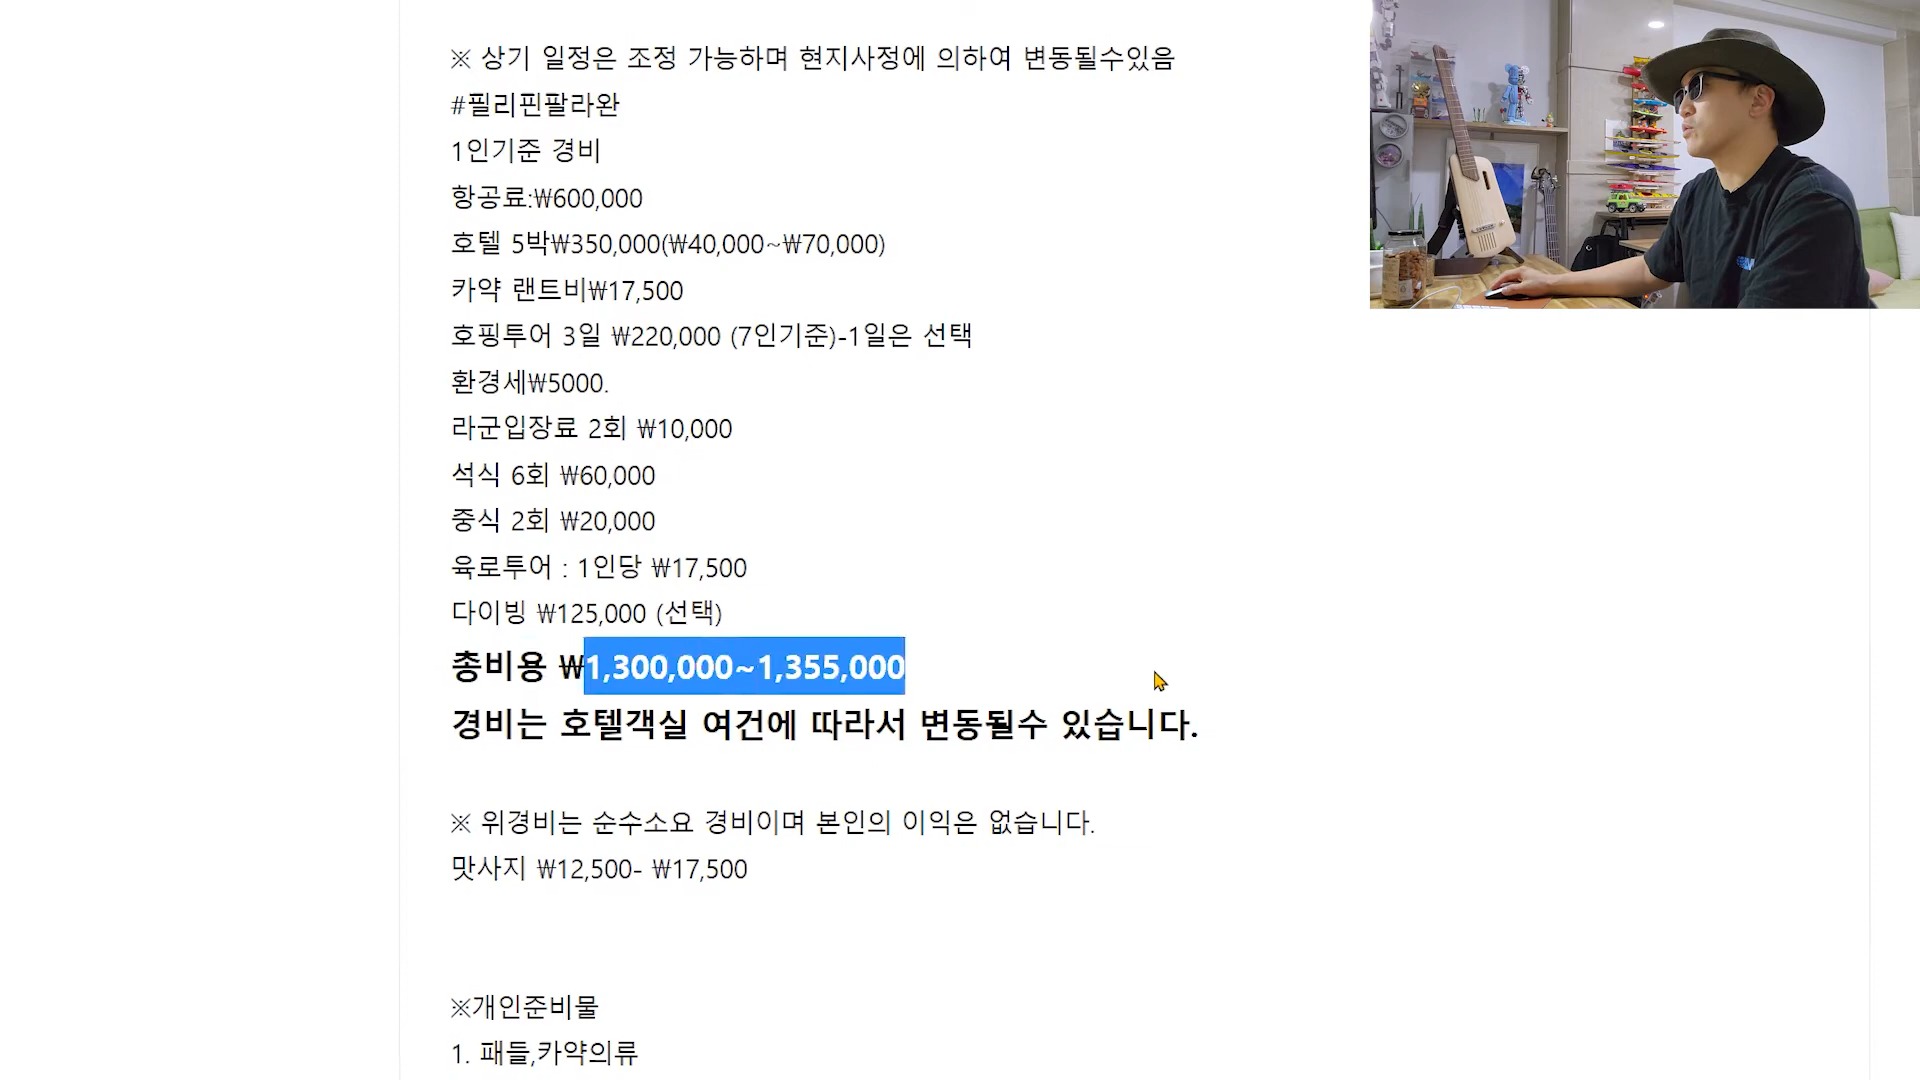 ※ 상기 일정은 조정 가능하며 현지사정에 의하여 변동될수있음
#필리핀팔라완
1인기준 경비
항공료:₩600,000
호텔 5박₩350,000(₩40,000~₩70,000)
카약 랜트비₩17,500
호핑투어 3일 ₩220,000 (7인기준)-1일은 선택
환경세₩5000.
라군입장료 2회 ₩10,000
석식 6회 ₩60,000
중식 2회 ₩20,000
육로투어 : 1인당 ₩17,500
다이빙 ₩125,000 (선택)
총비용 ₩1,300,000~1,355,000
경비는 호텔객실 여건에 따라서 변동될수 있습니다.
※ 위경비는 순수소요 경비이며 본인의 이익은 없습니다.
맛사지 ₩12,500- ₩17,500
※개인준비물
1. 패들,카약의류